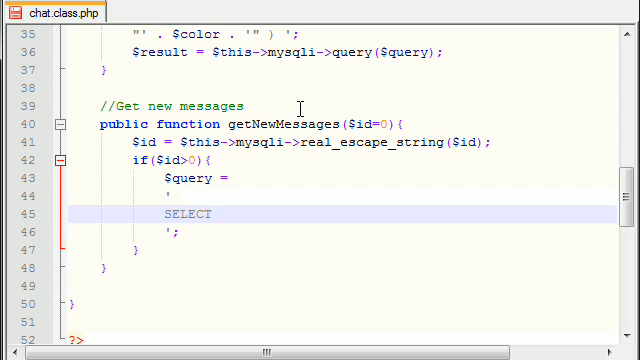 chat.class.php
35 "' . $color . '" ) ';
36 $result = $this->mysqli->query($query);
37 }
38
39 //Get new messages
40 public function getNewMessages($id=0){
41 $id = $this->mysqli->real_escape_string($id);
42 if($id>0){
43 $query =
44 '
45 SELECT
46 ';
47 }
48 }
49
50 }
51
52 ?>